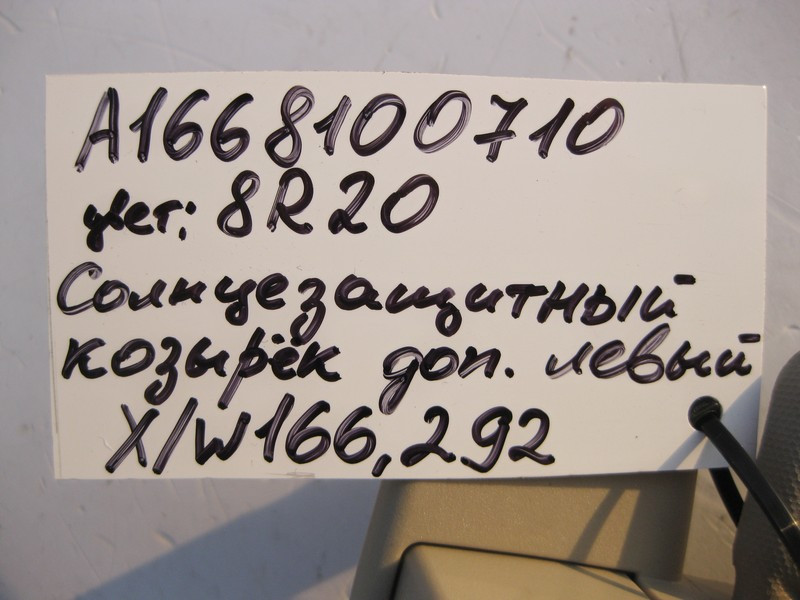 A1668100710
цвет: 8R20
Солнцезащитный
козырёк доп. левый
X/W166,292